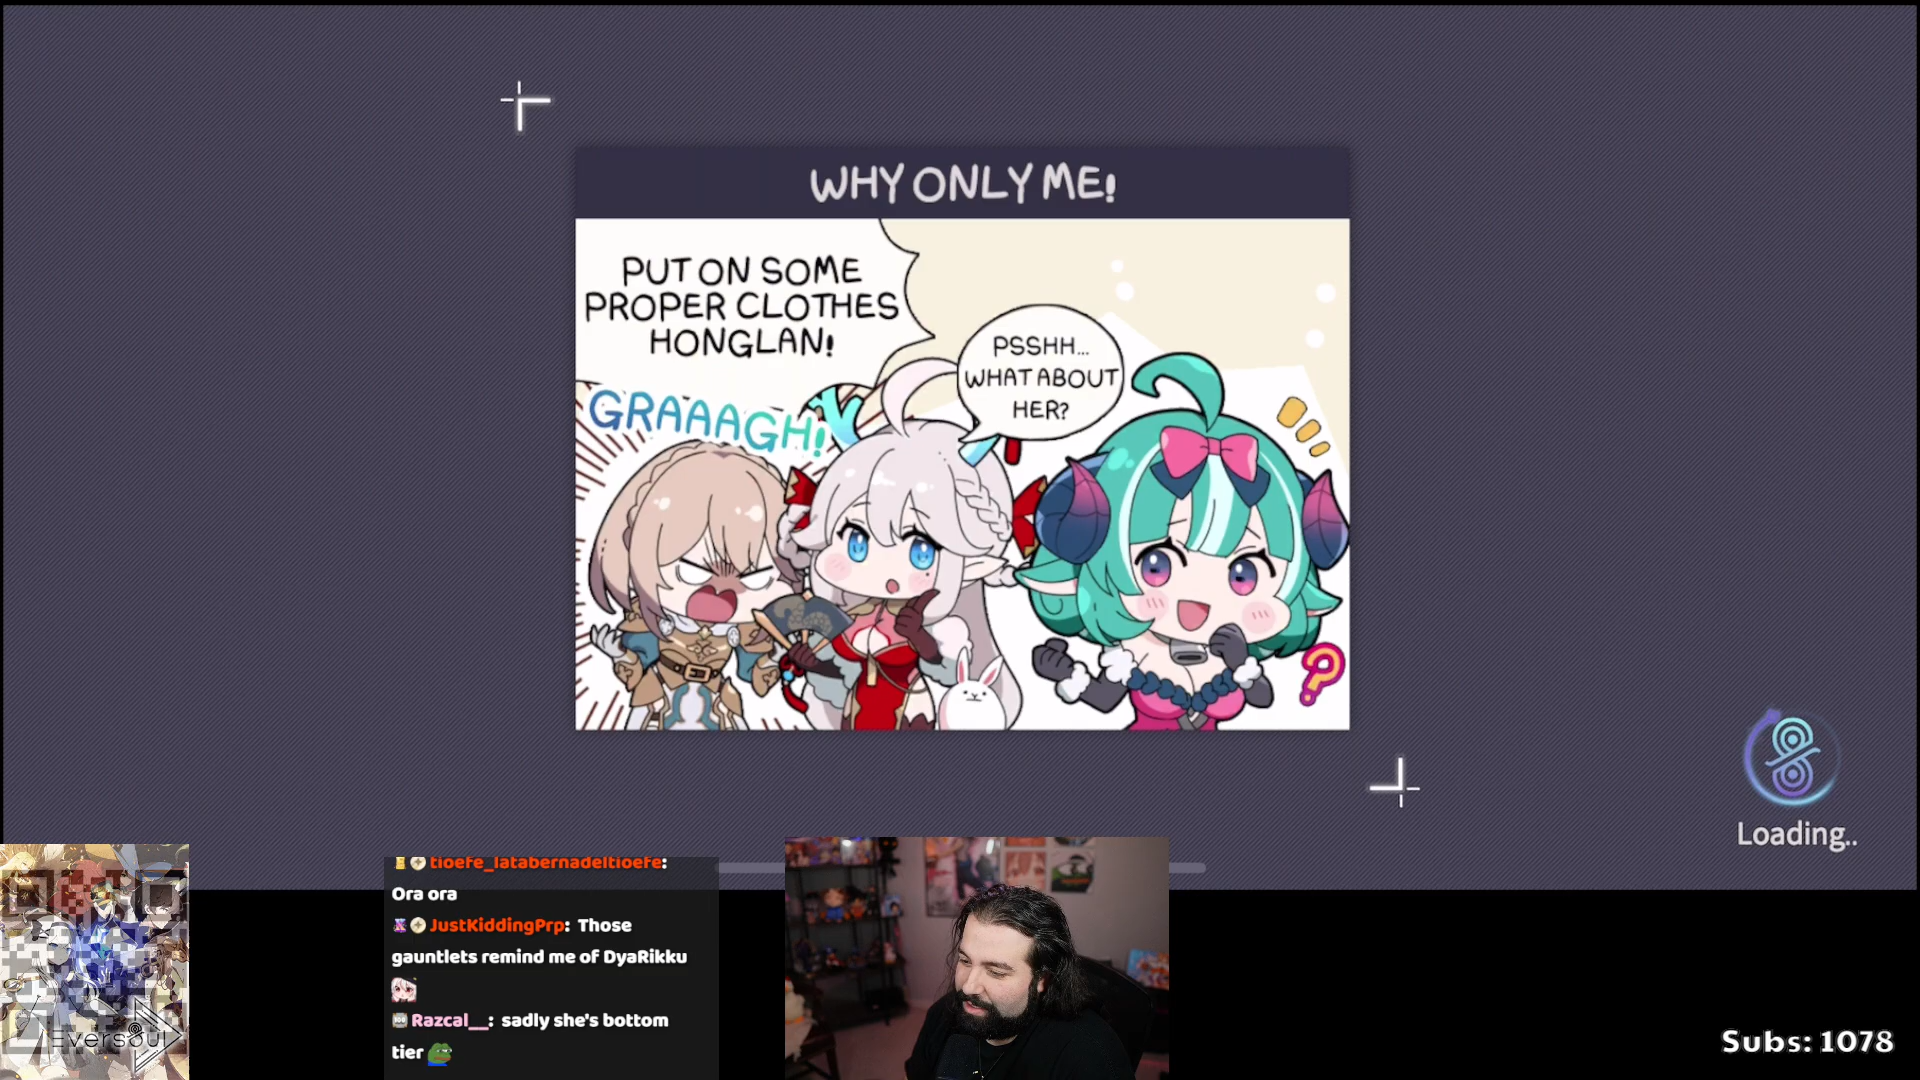 WHY ONLY ME!
PUT ON SOME
PROPER CLOTHES
HONGLAN!
PSSHH...
WHAT ABOUT
HER?
GRAAAGH!
?
Loading..
tioefe_latabernadeltioefe:
Ora ora
JustKiddingPrp: Those
gauntlets remind me of DyaRikku
Razcal__: sadly she's bottom
tier
Eversoul
Subs: 1078